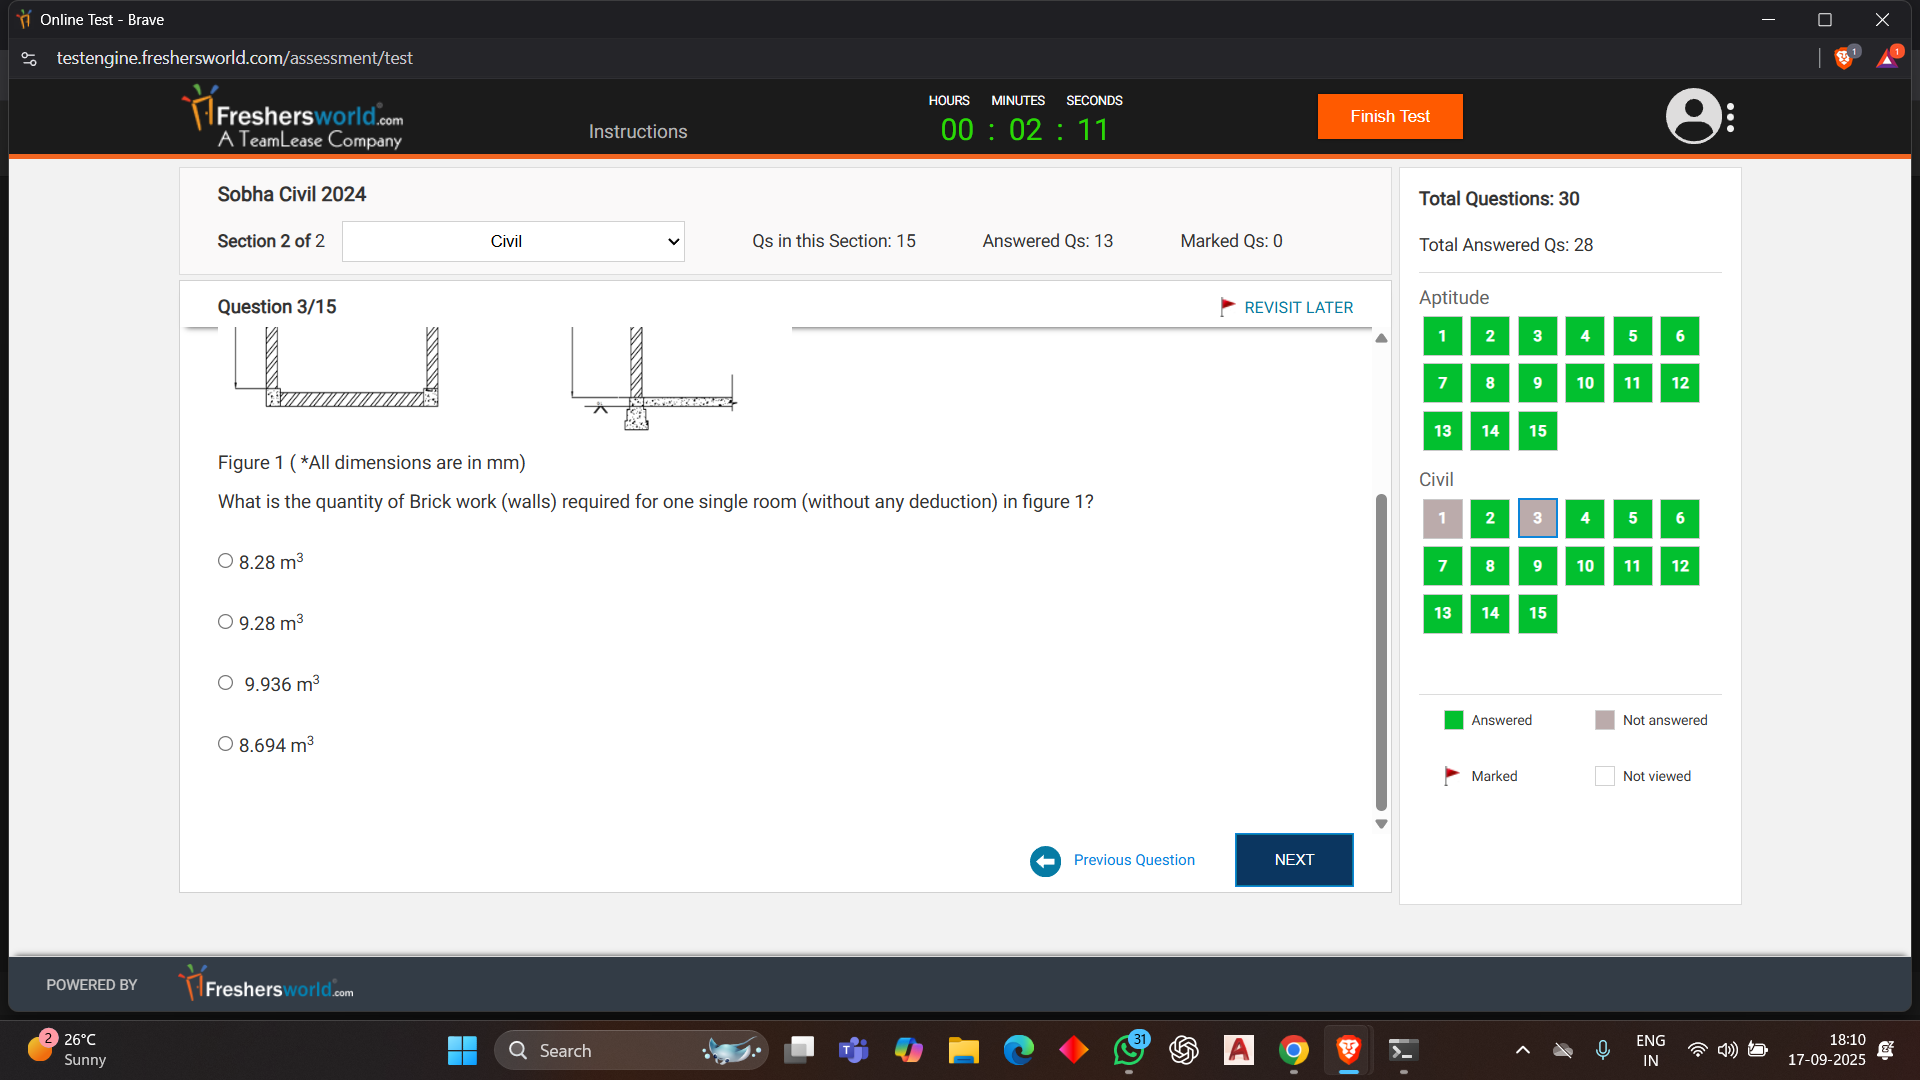 Online Test - Brave
testengine.freshersworld.com/assessment/test
1
1
Freshersworld.com
A TeamLease Company
Instructions
HOURS MINUTES SECONDS
00 : 02 : 11
Finish Test
Sobha Civil 2024
Section 2 of 2
Civil
Qs in this Section: 15
Answered Qs: 13
Marked Qs: 0
Question 3/15
REVISIT LATER
Figure 1 ( *All dimensions are in mm)
What is the quantity of Brick work (walls) required for one single room (without any deduction) in figure 1?
8.28 m3
9.28 m3
9.936 m3
8.694 m3
Previous Question
NEXT
Total Questions: 30
Total Answered Qs: 28
Aptitude
1 2 3 4 5 6
7 8 9 10 11 12
13 14 15
Civil
1 2 3 4 5 6
7 8 9 10 11 12
13 14 15
Answered
Not answered
Marked
Not viewed
POWERED BY
Freshersworld.com
2
26°C
Sunny
Search
31
ENG
IN
18:10
17-09-2025